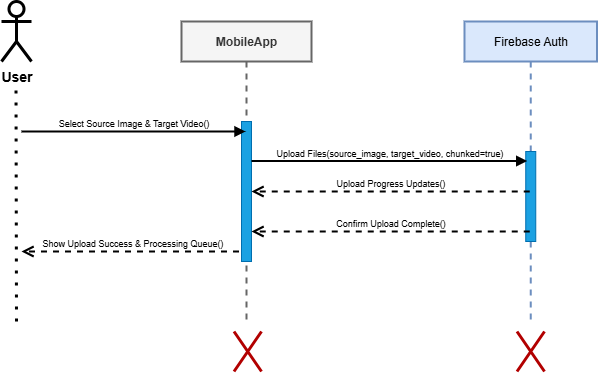 User
MobileApp
Firebase Auth
Select Source Image & Target Video()
Upload Files(source_image, target_video, chunked=true)
Upload Progress Updates()
Confirm Upload Complete()
Show Upload Success & Processing Queue()